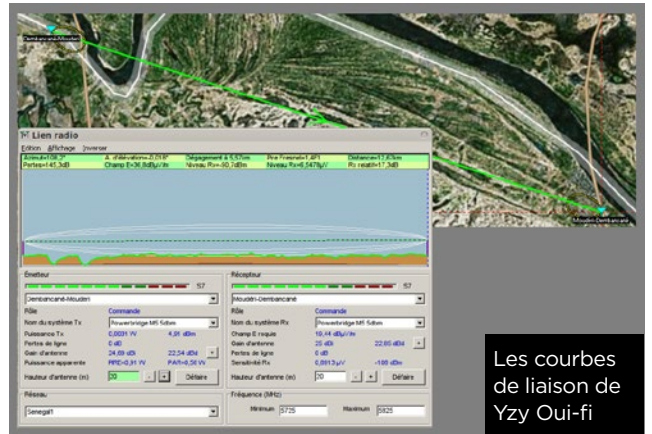 Dembancané-Moudéri
Moudéri-Dembancané
Lien radio
Edition Affichage Inverser
Azimut=108,2° A. d'élévation=-0,018° Dégagement à 5,57km Pire Fresnel=1,4F1 Distance=12,67km
Pertes=145,3dB Champ E=36,8dBµV/m Niveau Rx=-90,7dBm Niveau Rx=6,5478µV Rx relatif=17,3dB
Émetteur
S7
Dembancané-Moudéri
Rôle Commande
Nom du système Tx Powerbridge M5 5dbm
Puissance Tx 0,0031 W 4,91 dBm
Pertes de ligne 0 dB
Gain d'antenne 24,69 dBi 22,54 dBd +
Puissance apparente PIRE=0,91 W PAR=0,56 W
Hauteur d'antenne (m) 20 - + Défaire
Récepteur
S7
Moudéri-Dembancané
Rôle Commande
Nom du système Rx Powerbridge M5 5dbm
Champ E requis 19,44 dBµV/m
Gain d'antenne 25 dBi 22,85 dBd +
Pertes de ligne 0 dB
Sensibilité Rx 0,8913µV -108 dBm
Hauteur d'antenne (m) 20 - + Défaire
Réseau
Senegal1
Fréquence (MHz)
Minimum 5725 Maximum 5825
Les courbes
de liaison de
Yzy Oui-fi